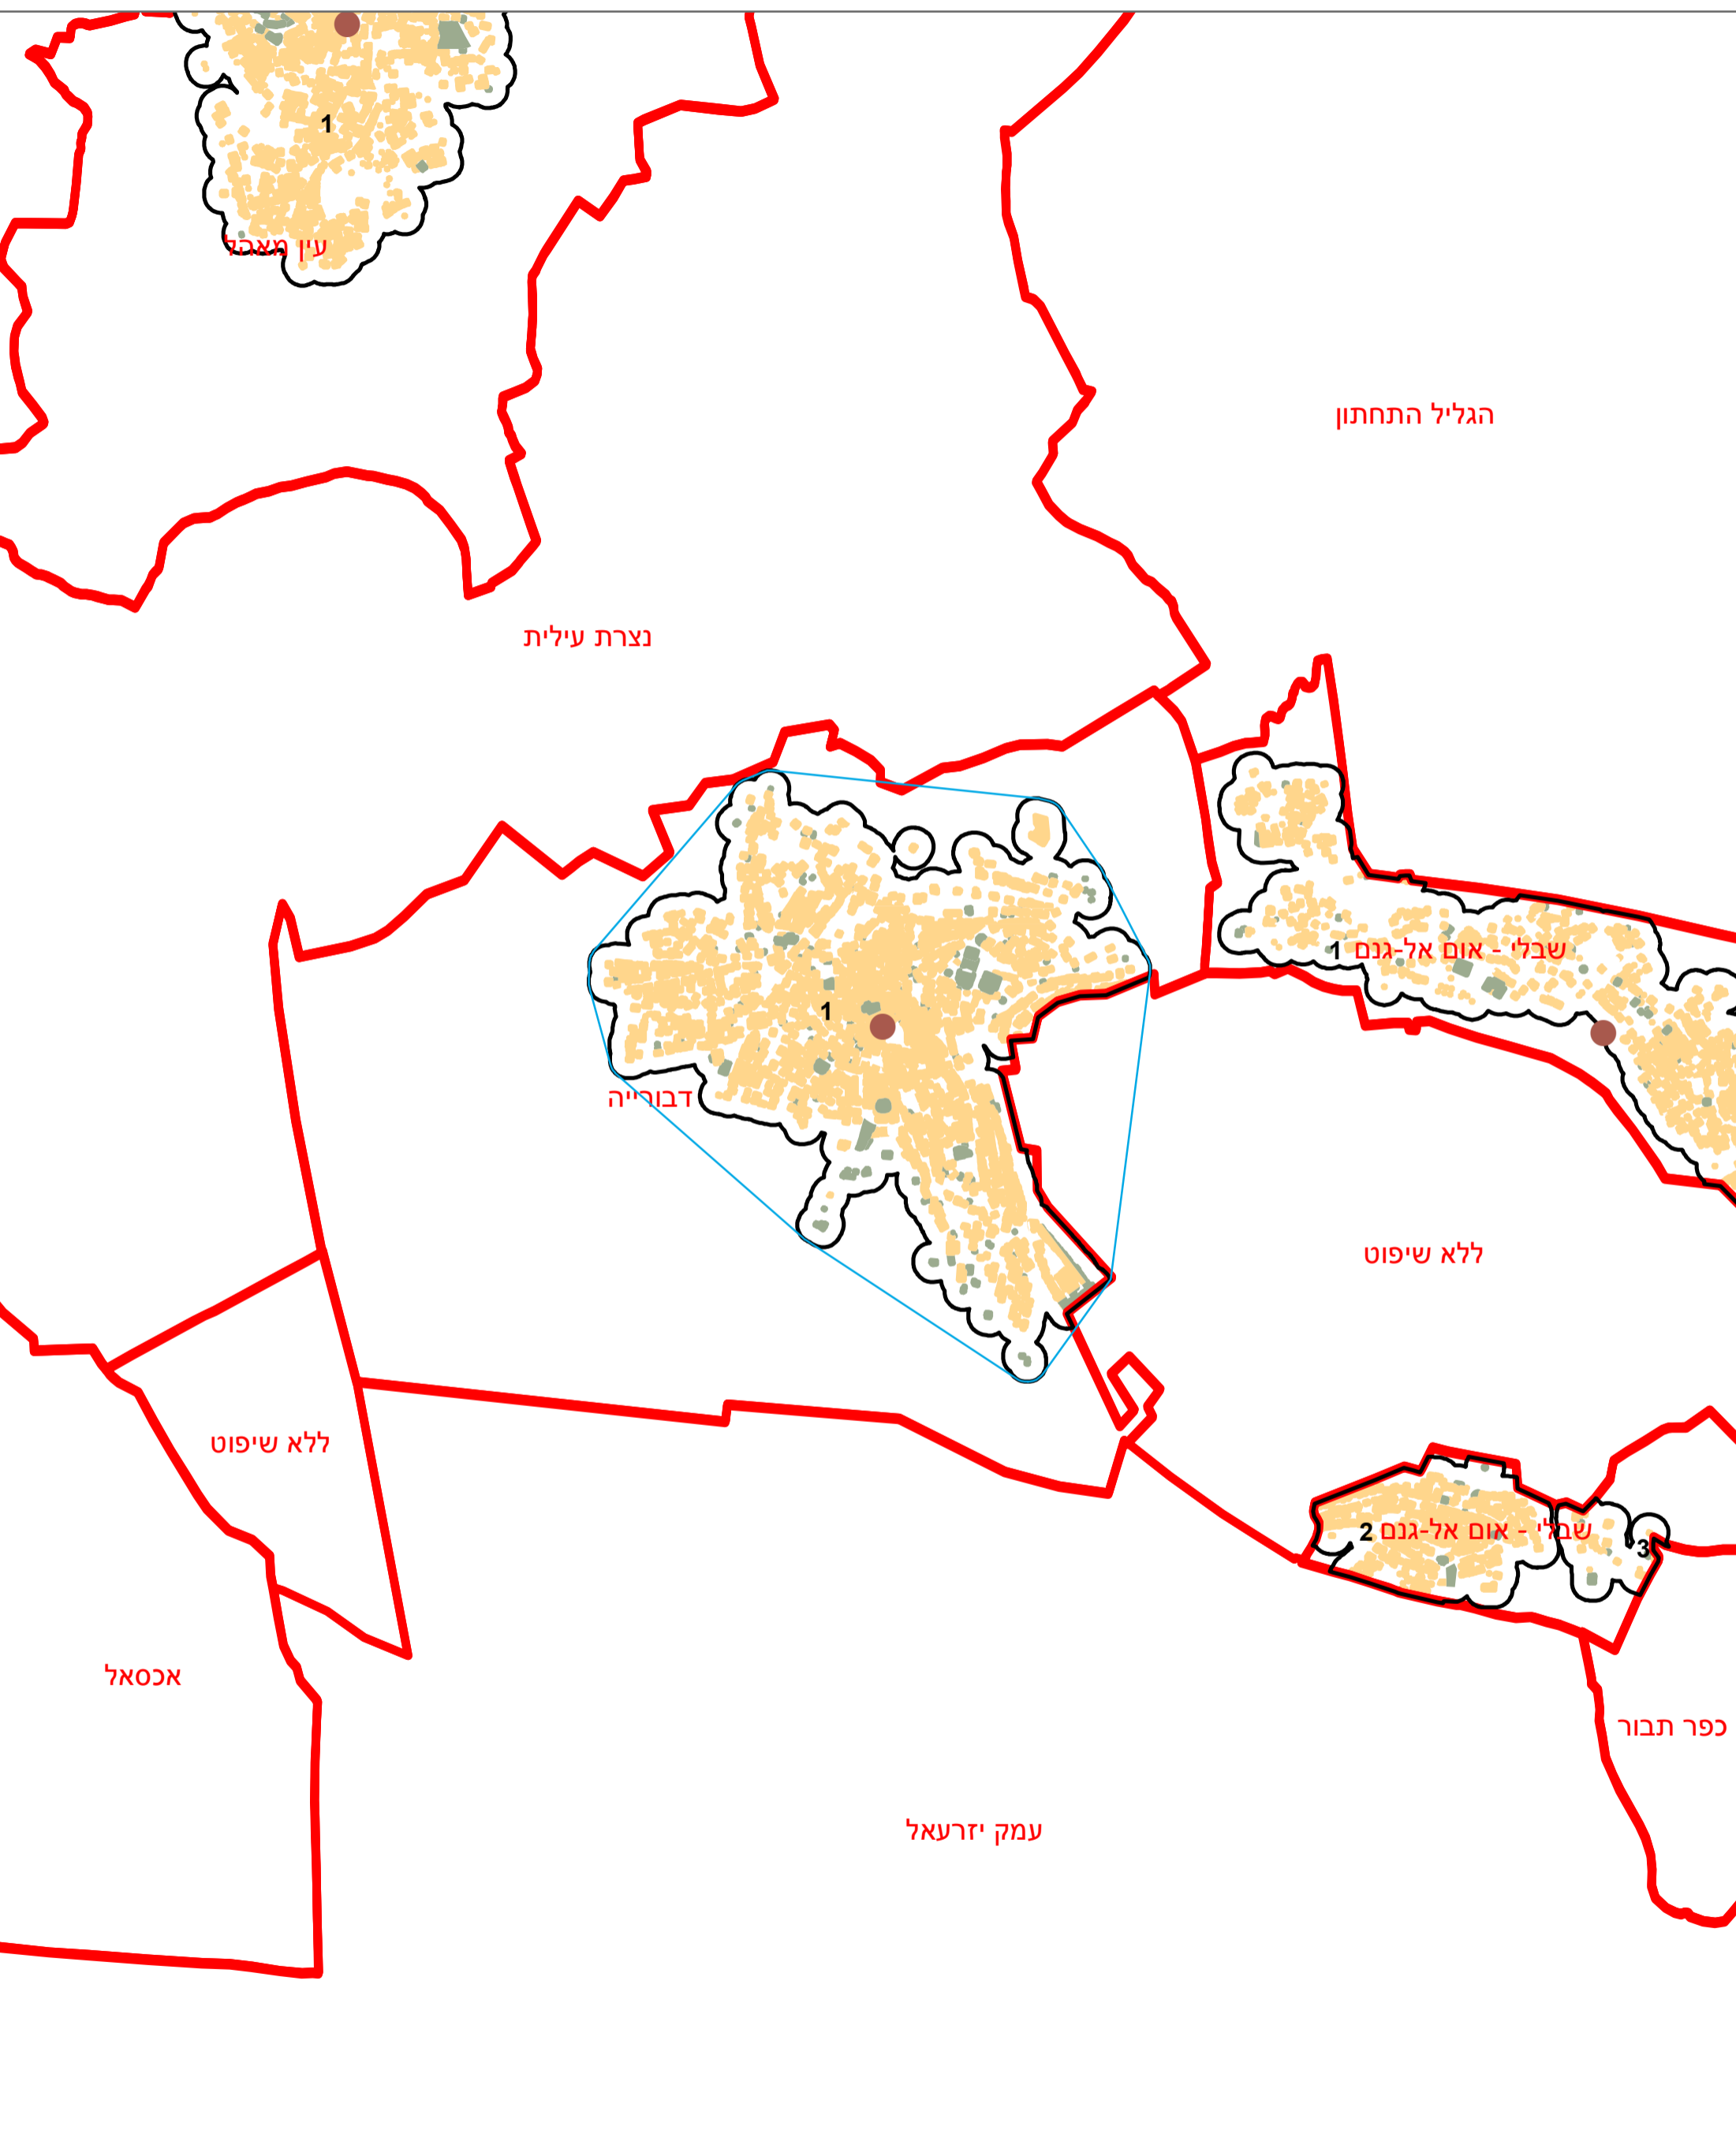 1
עין מאהל
הגליל התחתון
נצרת עילית
שבלי - אום אל-גנם 1
1
דבורייה
ללא שיפוט
ללא שיפוט
שבלי - אום אל-גנם 2
3
אכסאל
כפר תבור
עמק יזרעאל